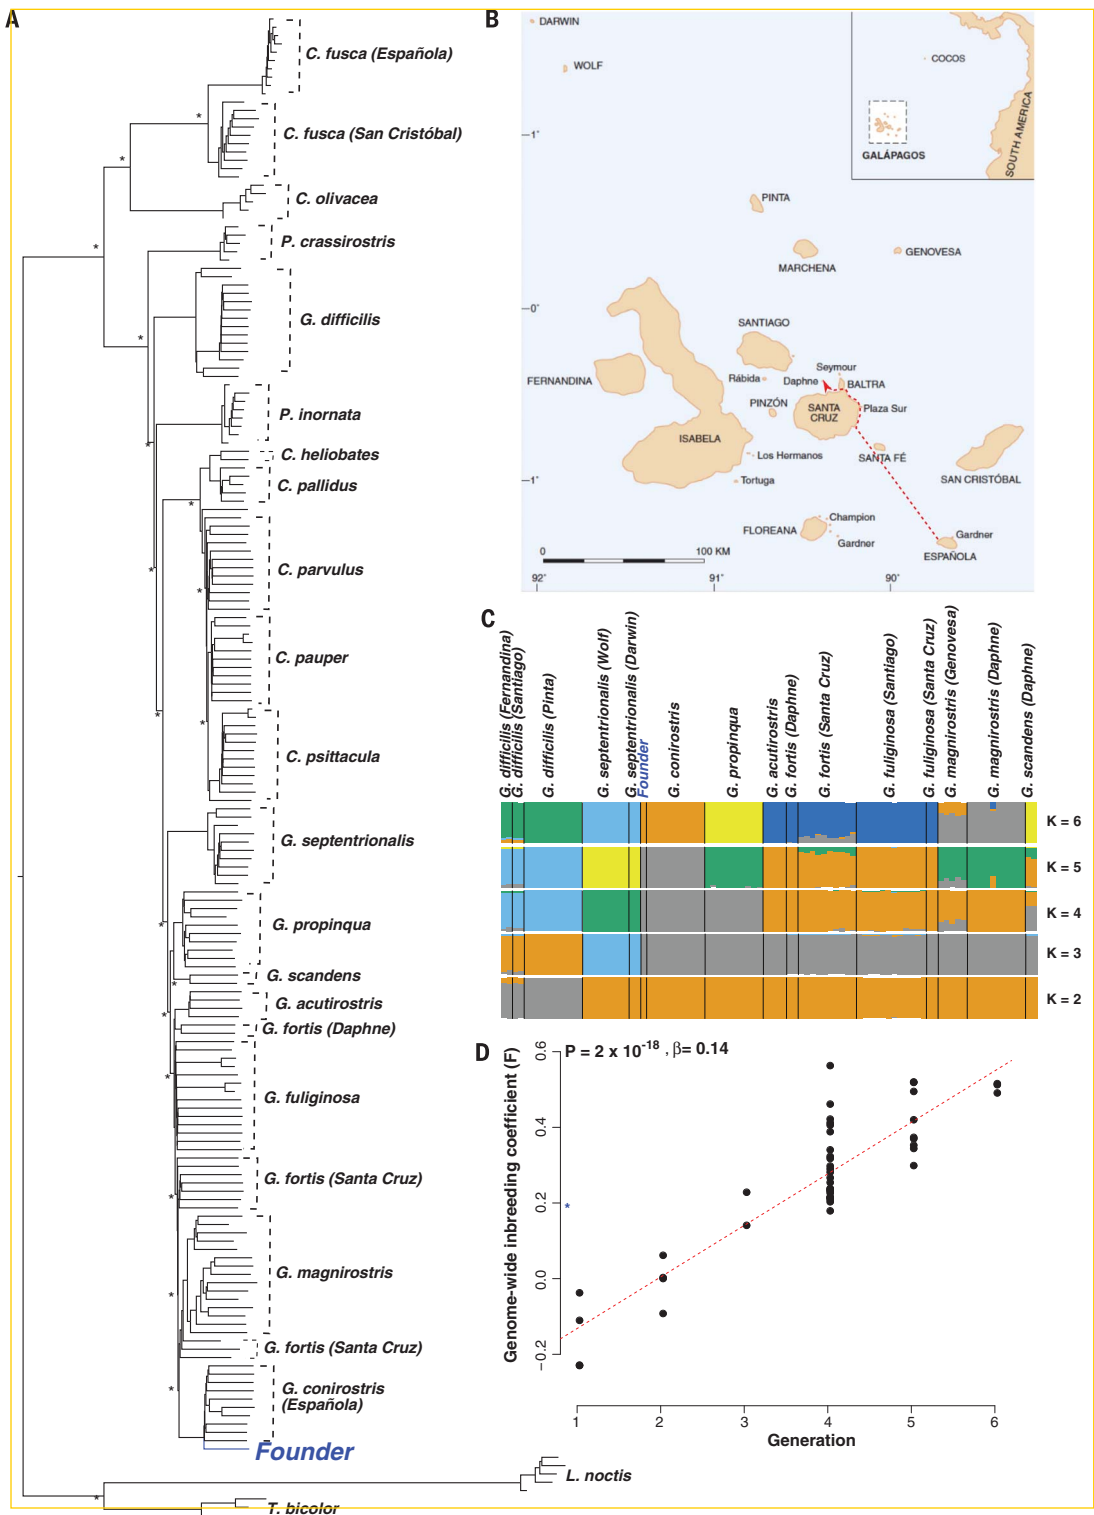 A
C. fusca (Española)
C. fusca (San Cristóbal)
C. olivacea
P. crassirostris
G. difficilis
P. inornata
C. heliobates
C. pallidus
C. parvulus
C. pauper
C. psittacula
G. septentrionalis
G. propinqua
G. scandens
G. acutirostris
G. fortis (Daphne)
G. fuliginosa
G. fortis (Santa Cruz)
G. magnirostris
G. fortis (Santa Cruz)
G. conirostris
(Española)
Founder
L. noctis
T. bicolor
B
DARWIN
WOLF
COCOS
GALÁPAGOS
SOUTH AMERICA
1°
PINTA
MARCHENA
GENOVESA
0°
SANTIAGO
FERNANDINA
Rábida
Daphne
Seymour
BALTRA
PINZÓN
SANTA
CRUZ
Plaza Sur
ISABELA
Los Hermanos
SANTA FÉ
SAN CRISTÓBAL
1°
Tortuga
FLOREANA
Champion
Gardner
Gardner
ESPAÑOLA
0
100 KM
92°
91°
90°
C
G. difficilis (Fernandina)
G. difficilis (Santiago)
G. difficilis (Pinta)
G. septentrionalis (Wolf)
G. septentrionalis (Darwin)
Founder
G. conirostris
G. propinqua
G. acutirostris
G. fortis (Daphne)
G. fortis (Santa Cruz)
G. fuliginosa (Santiago)
G. fuliginosa (Santa Cruz)
G. magnirostris (Genovesa)
G. magnirostris (Daphne)
G. scandens (Daphne)
K = 6
K = 5
K = 4
K = 3
K = 2
D
P = 2 x 10⁻¹⁸ , β= 0.14
Genome-wide inbreeding coefficient (F)
0.6
0.4
0.2
0.0
−0.2
1 2 3 4 5 6
Generation